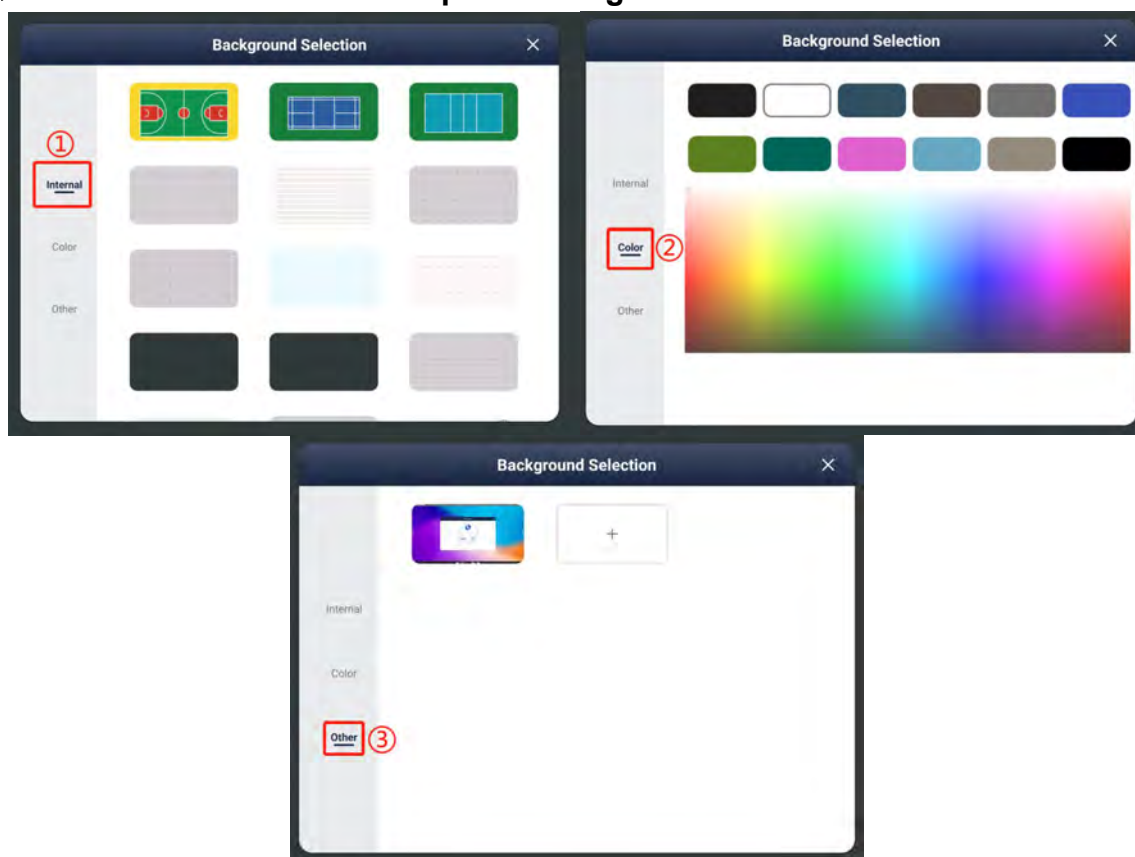 Background Selection
①
Internal
Color
Other
Background Selection
Internal
Color
②
Other
Background Selection
Internal
Color
Other
③